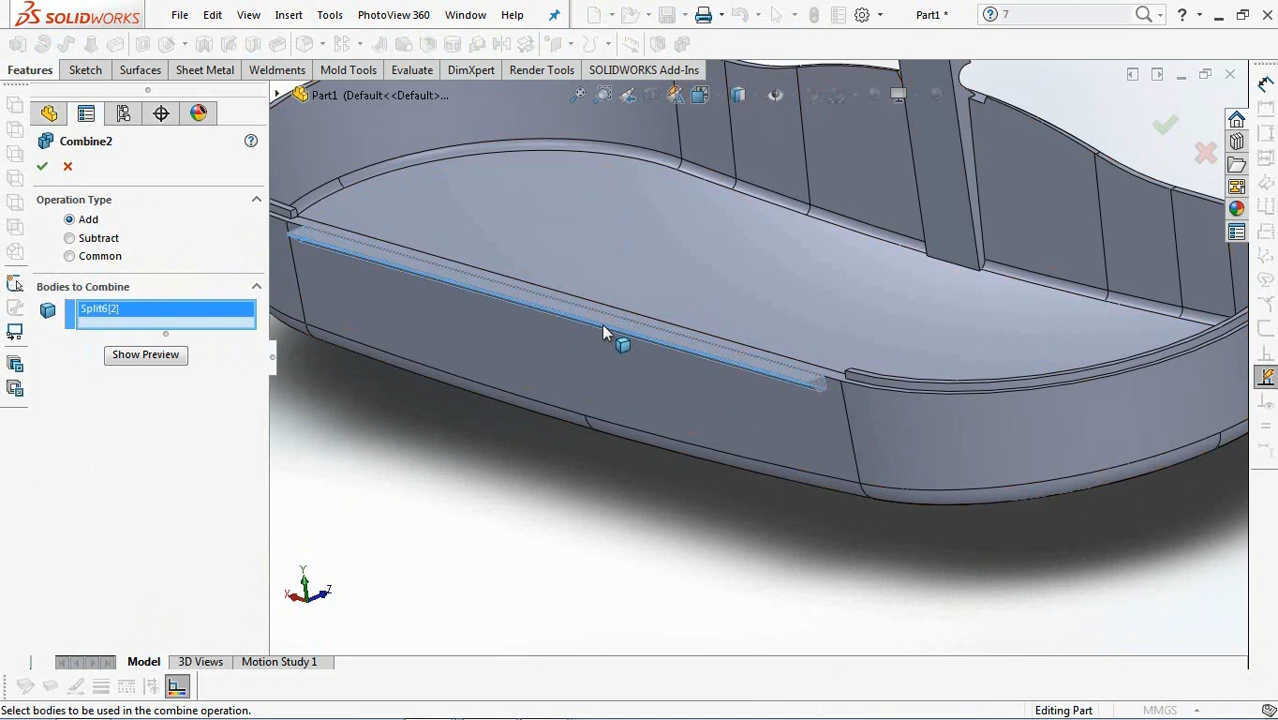 SOLIDWORKS
File
Edit
View
Insert
Tools
PhotoView 360
Window
Help
Part1 *
7
?
Features
Sketch
Surfaces
Sheet Metal
Weldments
Mold Tools
Evaluate
DimXpert
Render Tools
SOLIDWORKS Add-Ins
Part1 (Default<<Default>...
Combine2
?
Operation Type
Add
Subtract
Common
Bodies to Combine
Split6[2]
Show Preview
Y
X
Z
Model
3D Views
Motion Study 1
Select bodies to be used in the combine operation.
Editing Part
MMGS